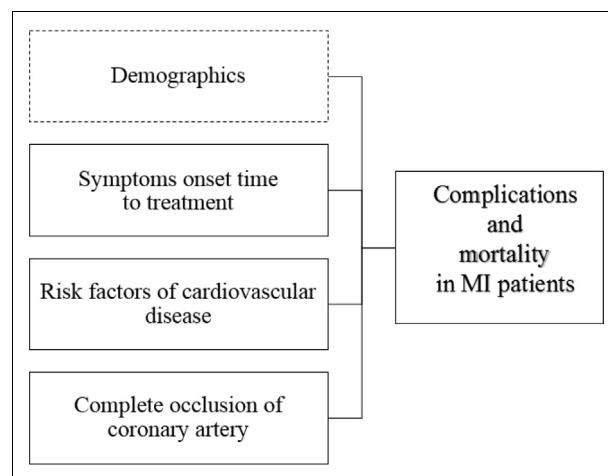 Demographics
Symptoms onset time
to treatment
Risk factors of cardiovascular
disease
Complete occlusion of
coronary artery
Complications
and
mortality
in MI patients